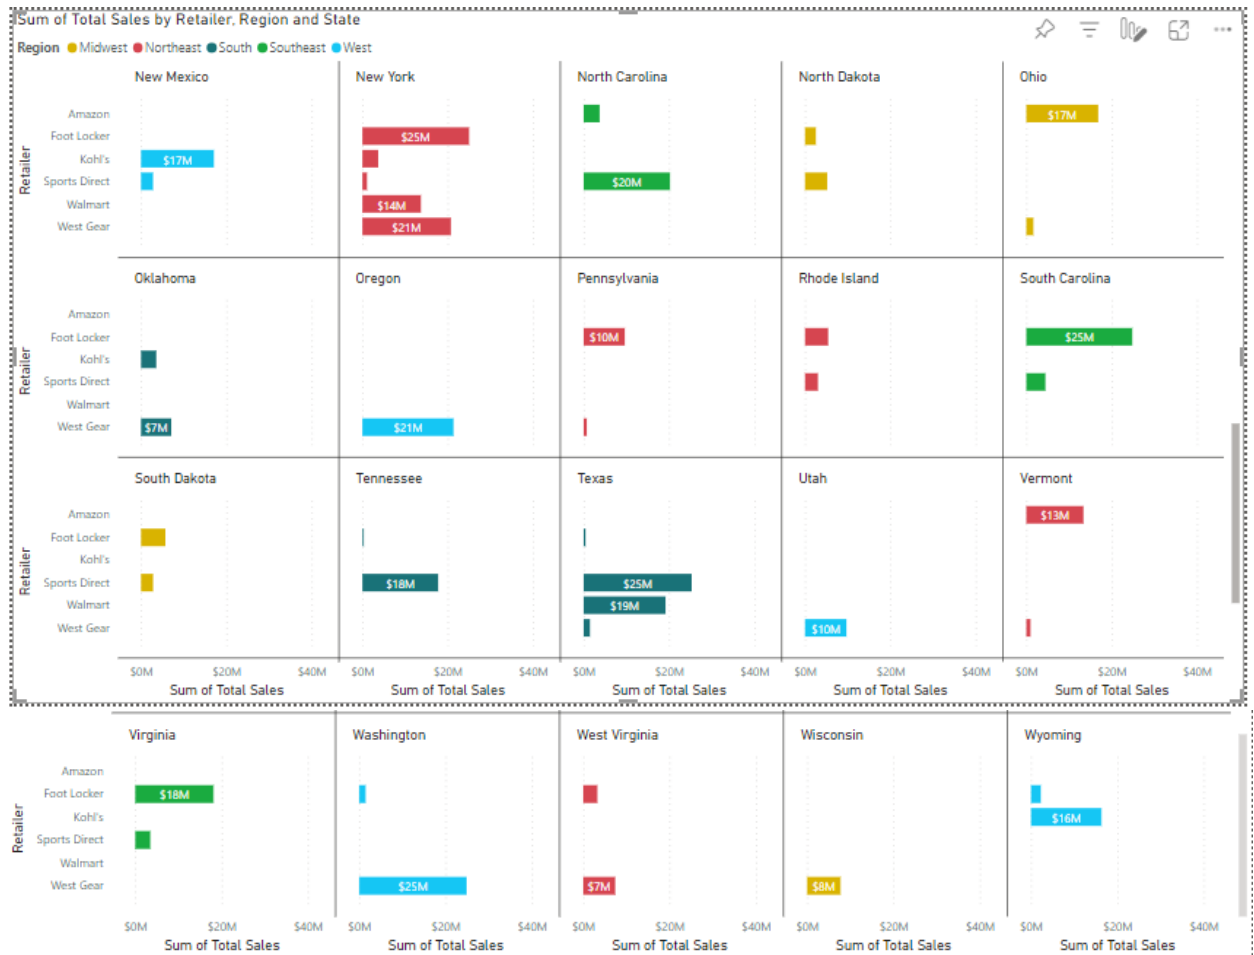 Sum of Total Sales by Retailer, Region and State
Region Midwest Northeast South Southeast West
New Mexico New York North Carolina North Dakota Ohio
Retailer
Amazon $17M
Foot Locker $25M
Kohl's $17M
Sports Direct $20M
Walmart $14M
West Gear $21M
Oklahoma Oregon Pennsylvania Rhode Island South Carolina
Retailer
Amazon
Foot Locker $10M $25M
Kohl's
Sports Direct
Walmart
West Gear $7M $21M
South Dakota Tennessee Texas Utah Vermont
Retailer
Amazon $13M
Foot Locker
Kohl's
Sports Direct $18M $25M
Walmart $19M
West Gear $10M
$0M $20M $40M $0M $20M $40M $0M $20M $40M $0M $20M $40M $0M $20M $40M
Sum of Total Sales Sum of Total Sales Sum of Total Sales Sum of Total Sales Sum of Total Sales
Virginia Washington West Virginia Wisconsin Wyoming
Retailer
Amazon
Foot Locker $18M
Kohl's $16M
Sports Direct
Walmart
West Gear $25M $7M $8M
$0M $20M $40M $0M $20M $40M $0M $20M $40M $0M $20M $40M $0M $20M $40M
Sum of Total Sales Sum of Total Sales Sum of Total Sales Sum of Total Sales Sum of Total Sales